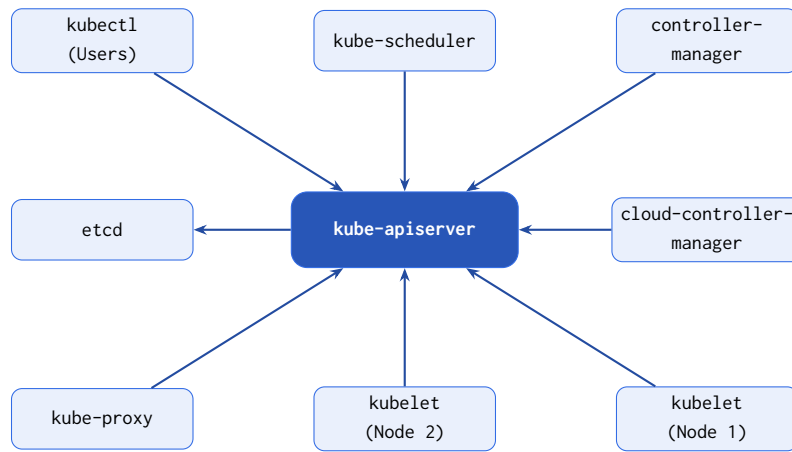 kubectl
(Users)
kube-scheduler
controller-
manager
etcd
kube-apiserver
cloud-controller-
manager
kube-proxy
kubelet
(Node 2)
kubelet
(Node 1)